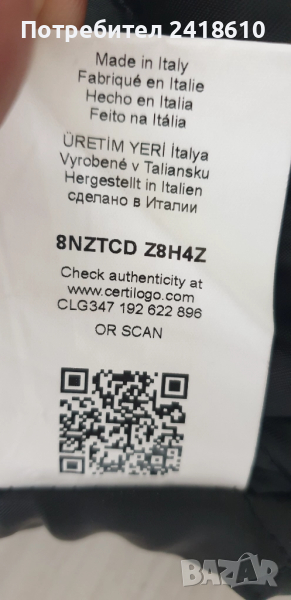 Потребител 2418610
Made in Italy
Fabriqué en Italie
Hecho en Italia
Feito na Itália
ÜRETİM YERİ İtalya
Vyrobené v Taliansku
Hergestellt in Italien
сделано в Италии
8NZTCD Z8H4Z
Check authenticity at
www.certilogo.com
CLG347 192 622 896
OR SCAN
BAZAR